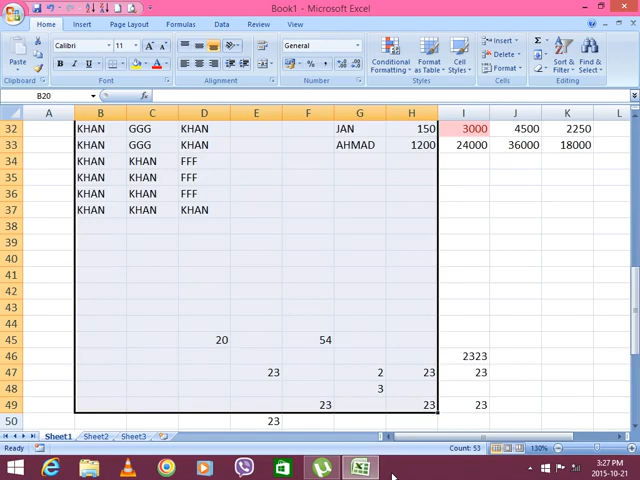 Book1 - Microsoft Excel
Home Insert Page Layout Formulas Data Review View
Paste
Calibri 11 A A General Σ
B I U $ % , Conditional Formatting Format as Table Cell Styles Insert Delete Format
Clipboard Font Alignment Number Styles Cells Editing
B20 fx
A B C D E F G H I J K L
32 KHAN GGG KHAN JAN 150 3000 4500 2250
33 KHAN GGG KHAN AHMAD 1200 24000 36000 18000
34 KHAN KHAN FFF
35 KHAN KHAN FFF
36 KHAN KHAN FFF
37 KHAN KHAN KHAN
38
39
40
41
42
43
44
45 20 54
46 2323
47 23 2 23 23
48 3
49 23 23 23
50 23
Sheet1 Sheet2 Sheet3
Ready Count: 53 130%
3:27 PM
2015-10-21